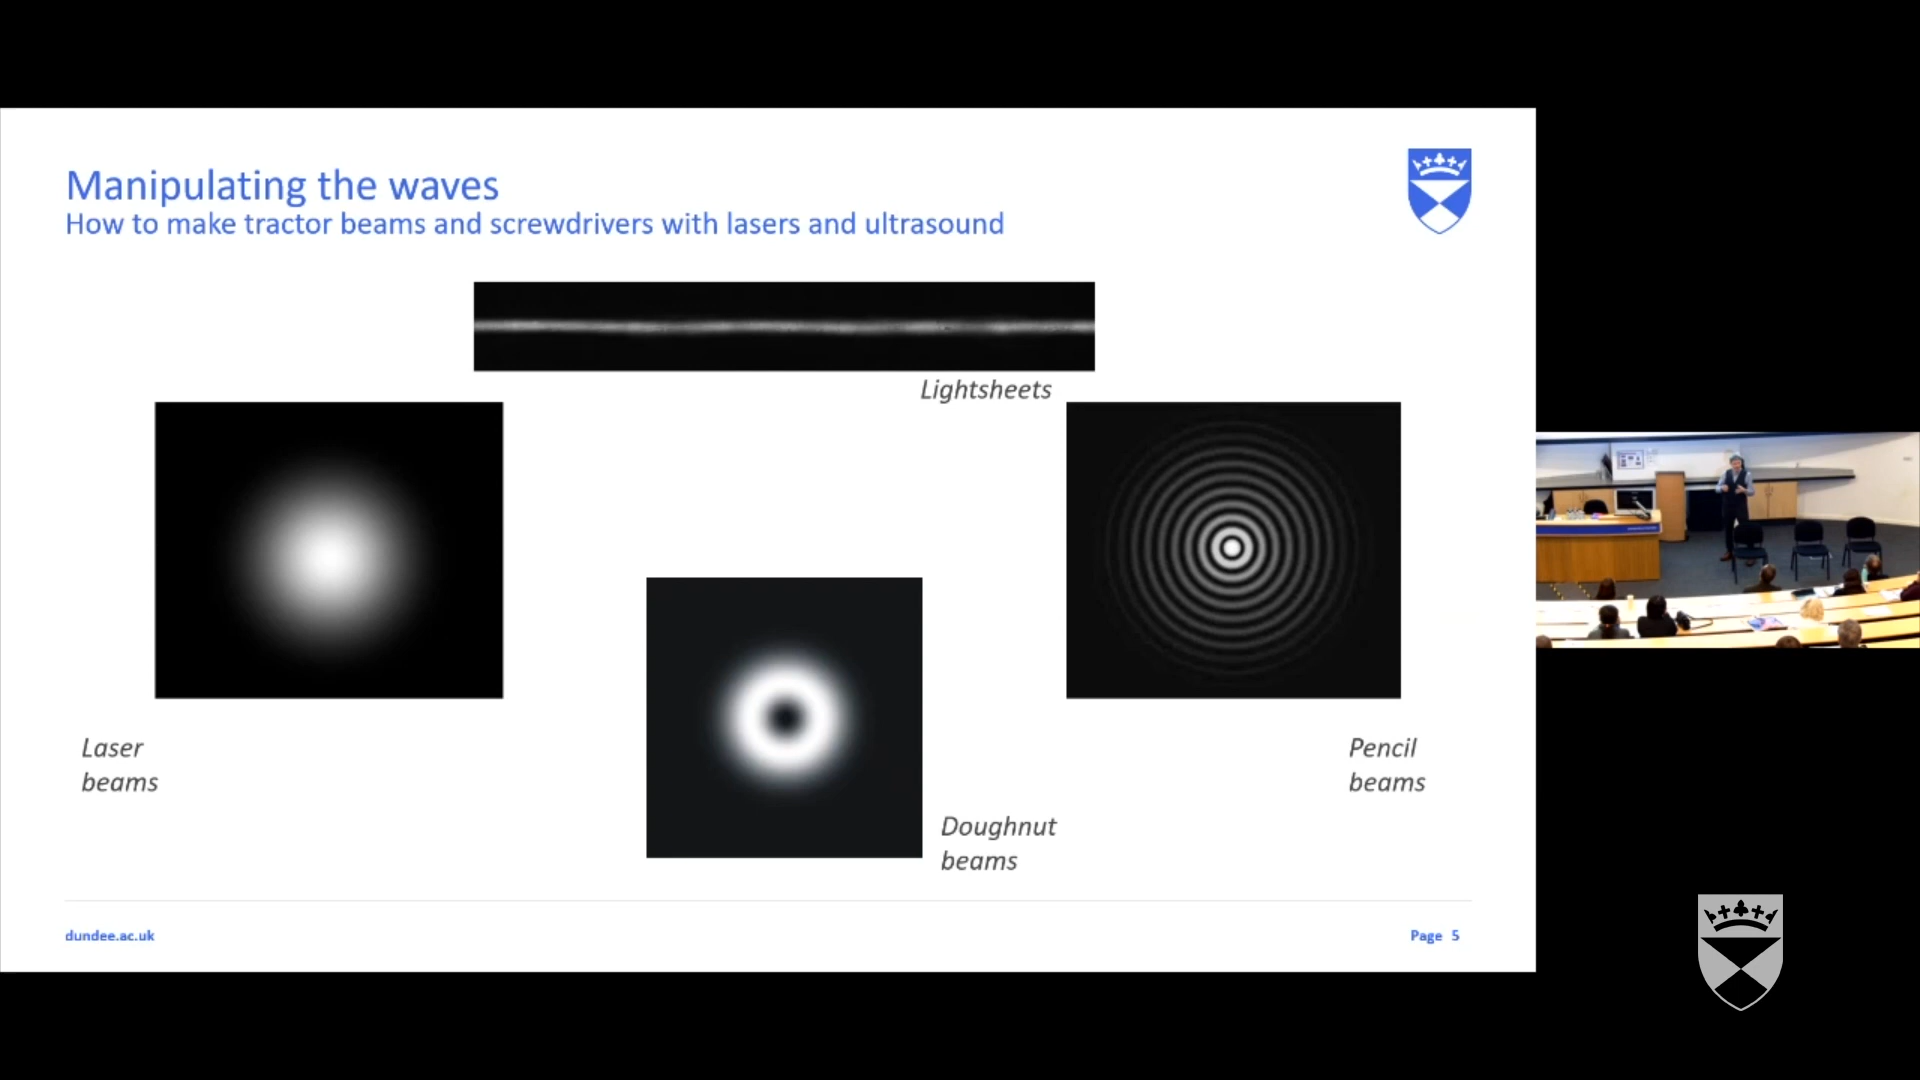 Manipulating the waves
How to make tractor beams and screwdrivers with lasers and ultrasound
Lightsheets
Laser
beams
Pencil
beams
Doughnut
beams
dundee.ac.uk
Page 5